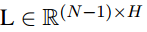 L ∈ ℝ^{(N−1)×H}